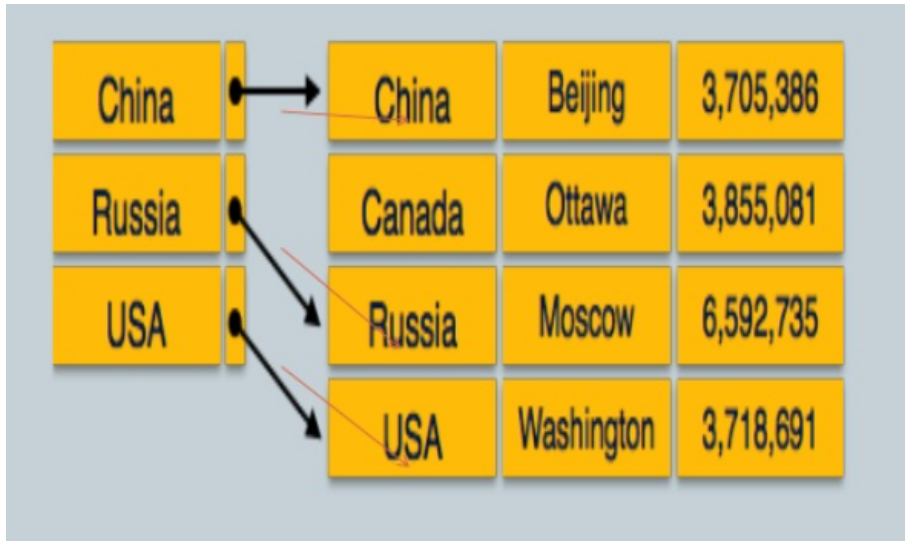 China China Beijing 3,705,386
Russia Canada Ottawa 3,855,081
USA Russia Moscow 6,592,735
USA Washington 3,718,691